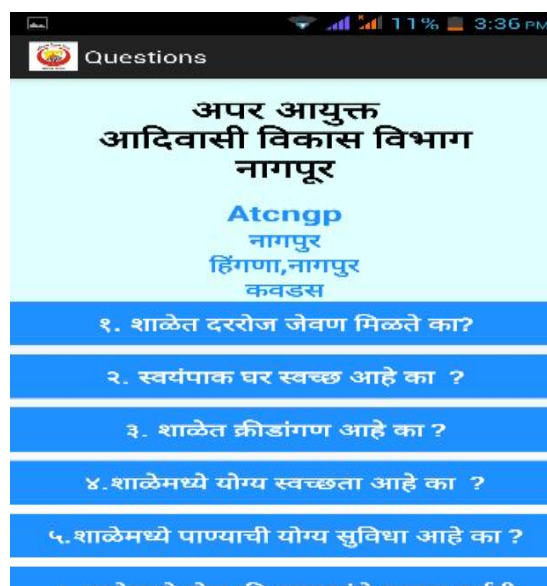 11% 3:36 PM
Questions
अपर आयुक्त
आदिवासी विकास विभाग
नागपूर
Atcngp
नागपुर
हिंगणा,नागपुर
कवडस
१. शाळेत दररोज जेवण मिळते का?
२. स्वयंपाक घर स्वच्छ आहे का ?
३. शाळेत क्रीडांगण आहे का ?
४.शाळेमध्ये योग्य स्वच्छता आहे का ?
५.शाळेमध्ये पाण्याची योग्य सुविधा आहे का ?